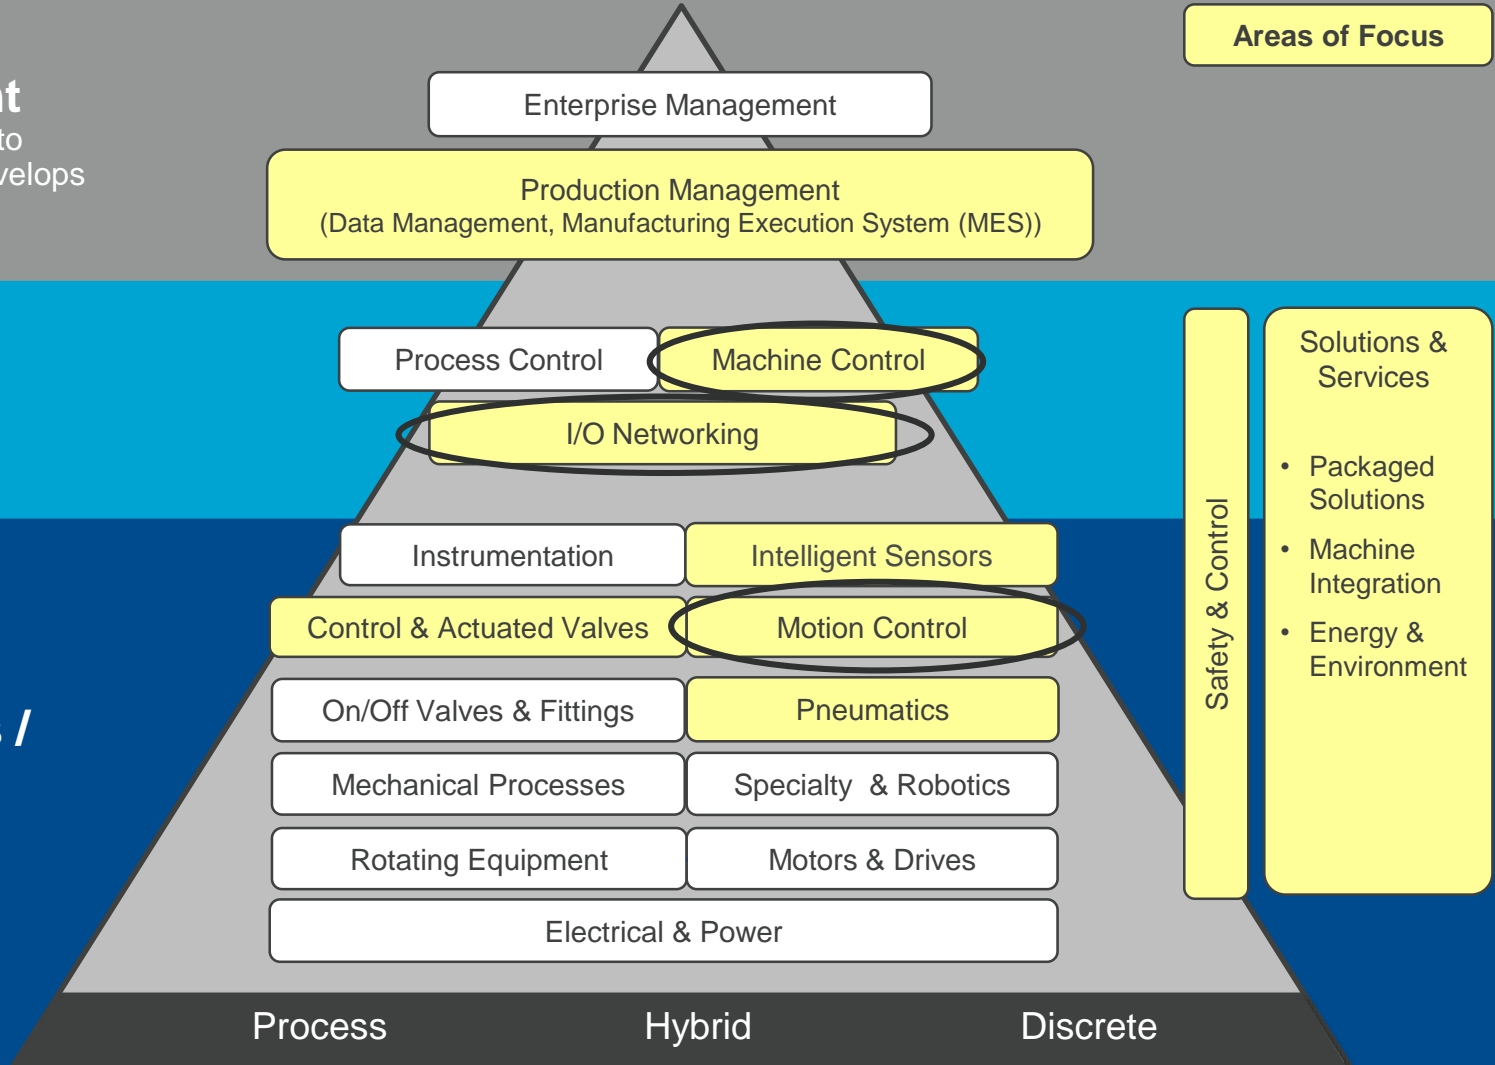 Areas of Focus
to
Enterprise Management
Production Management
(Data Management, Manufacturing Execution System (MES))
Process Control
Machine Control
I/O Networking
Instrumentation
Intelligent Sensors
Control & Actuated Valves
Motion Control
On/Off Valves & Fittings
Pneumatics
/
Mechanical Processes
Specialty & Robotics
Rotating Equipment
Motors & Drives
Electrical & Power
Process
Hybrid
Discrete
Safety & Control
Solutions &
Services
• Packaged
Solutions
• Machine
Integration
• Energy &
Environment